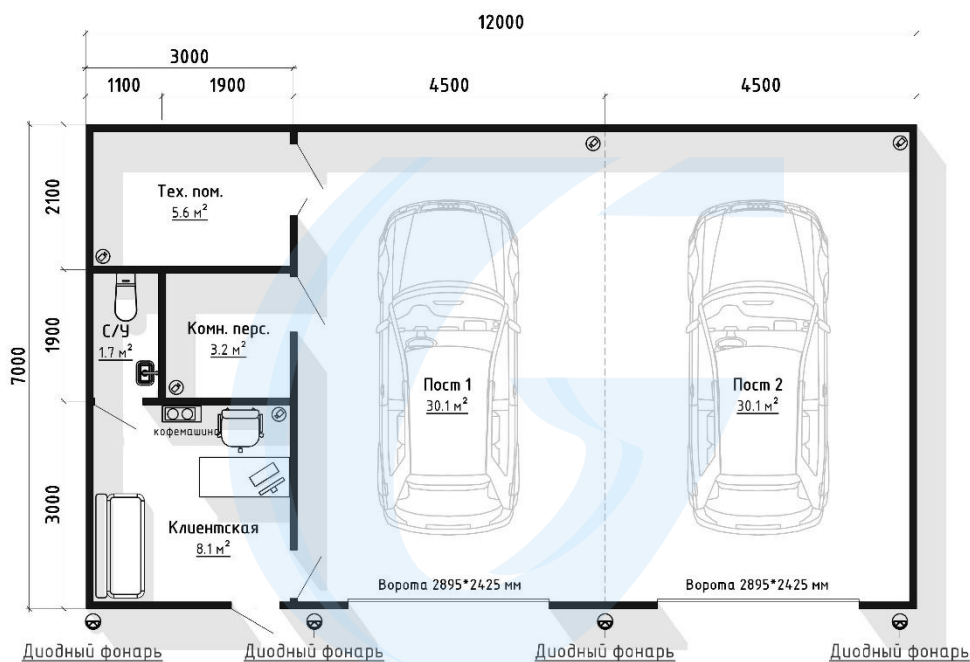 12000
3000
1100
1900
4500
4500
7000
2100
1900
3000
Тех. пом.
5.6 м²
С/У
1.7 м²
Комн. перс.
3.2 м²
кофемашина
Клиентская
8.1 м²
Пост 1
30.1 м²
Пост 2
30.1 м²
Ворота 2895*2425 мм
Ворота 2895*2425 мм
Диодный фонарь
Диодный фонарь
Диодный фонарь
Диодный фонарь